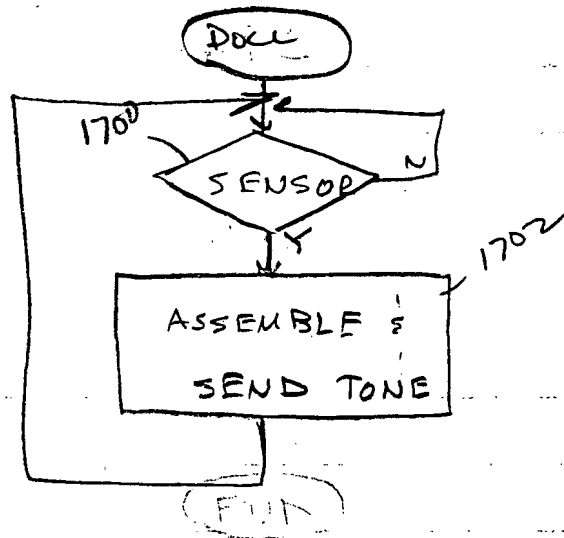 DOLL
1700
SENSOR
N
Y
1702
ASSEMBLE &
SEND TONE